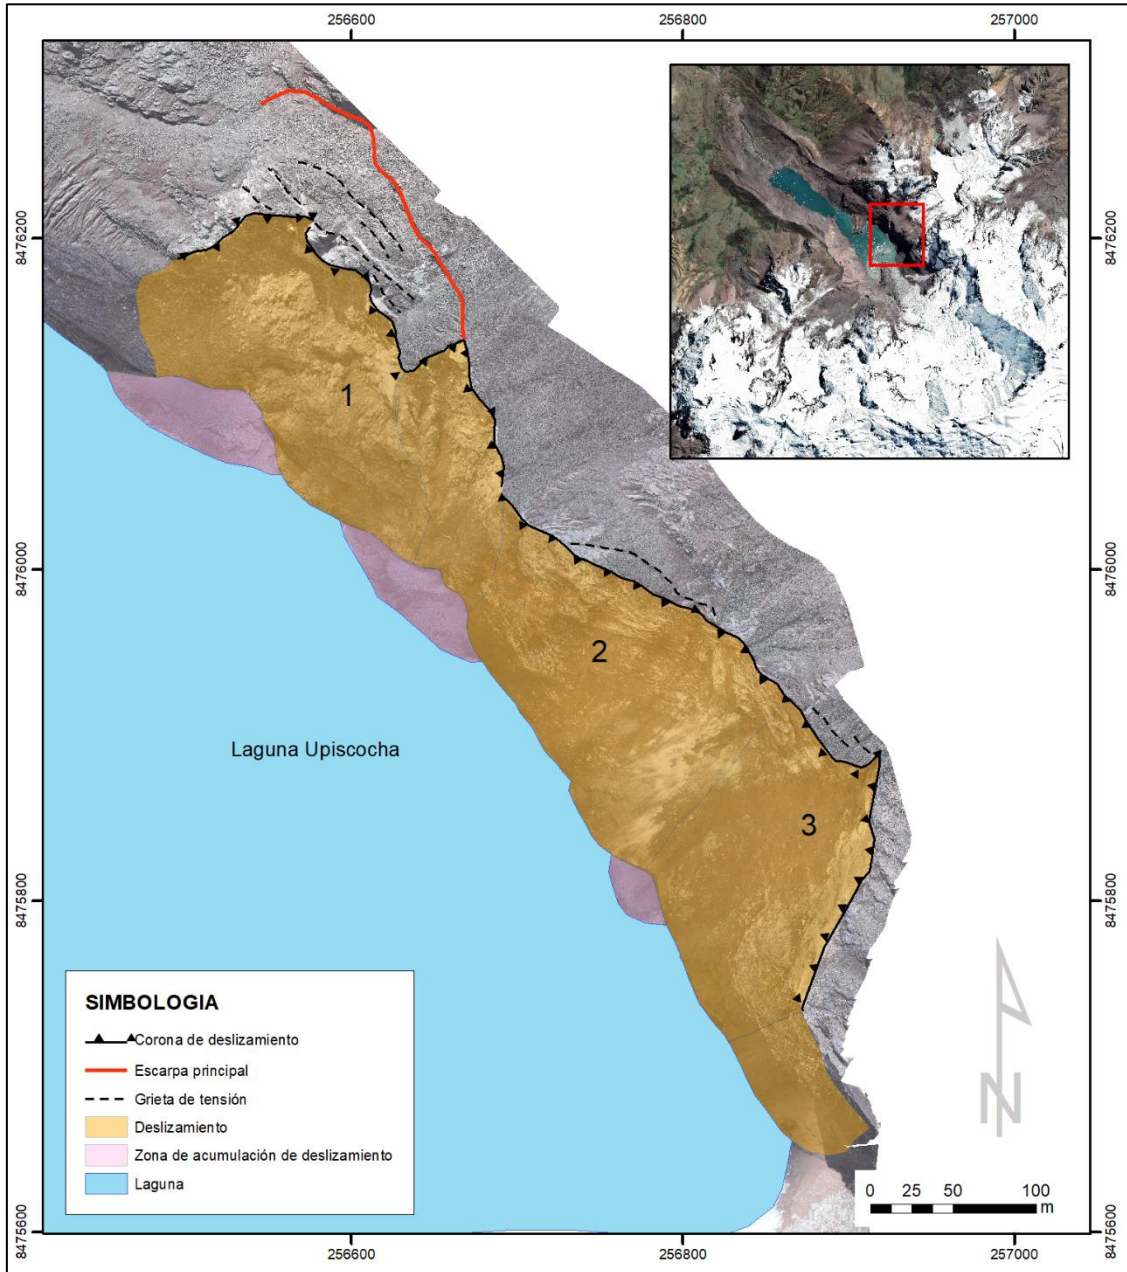 256600
256800
257000
8476200
8476200
1
8476000
8476000
2
Laguna Upiscocha
3
8475800
8475800
SIMBOLOGIA
Corona de deslizamiento
Escarpa principal
Grieta de tensión
Deslizamiento
Zona de acumulación de deslizamiento
Laguna
N
0 25 50 100
m
8475600
8475600
256600
256800
257000